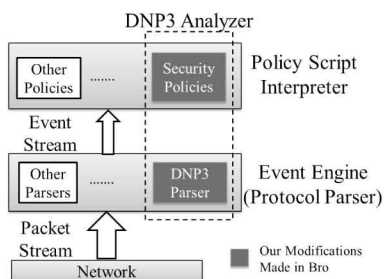 DNP3 Analyzer
Other
Policies
.......
Security
Policies
Policy Script
Interpreter
Event
Stream
Other
Parsers
.......
DNP3
Parser
Event Engine
(Protocol Parser)
Packet
Stream
Our Modifications
Made in Bro
Network